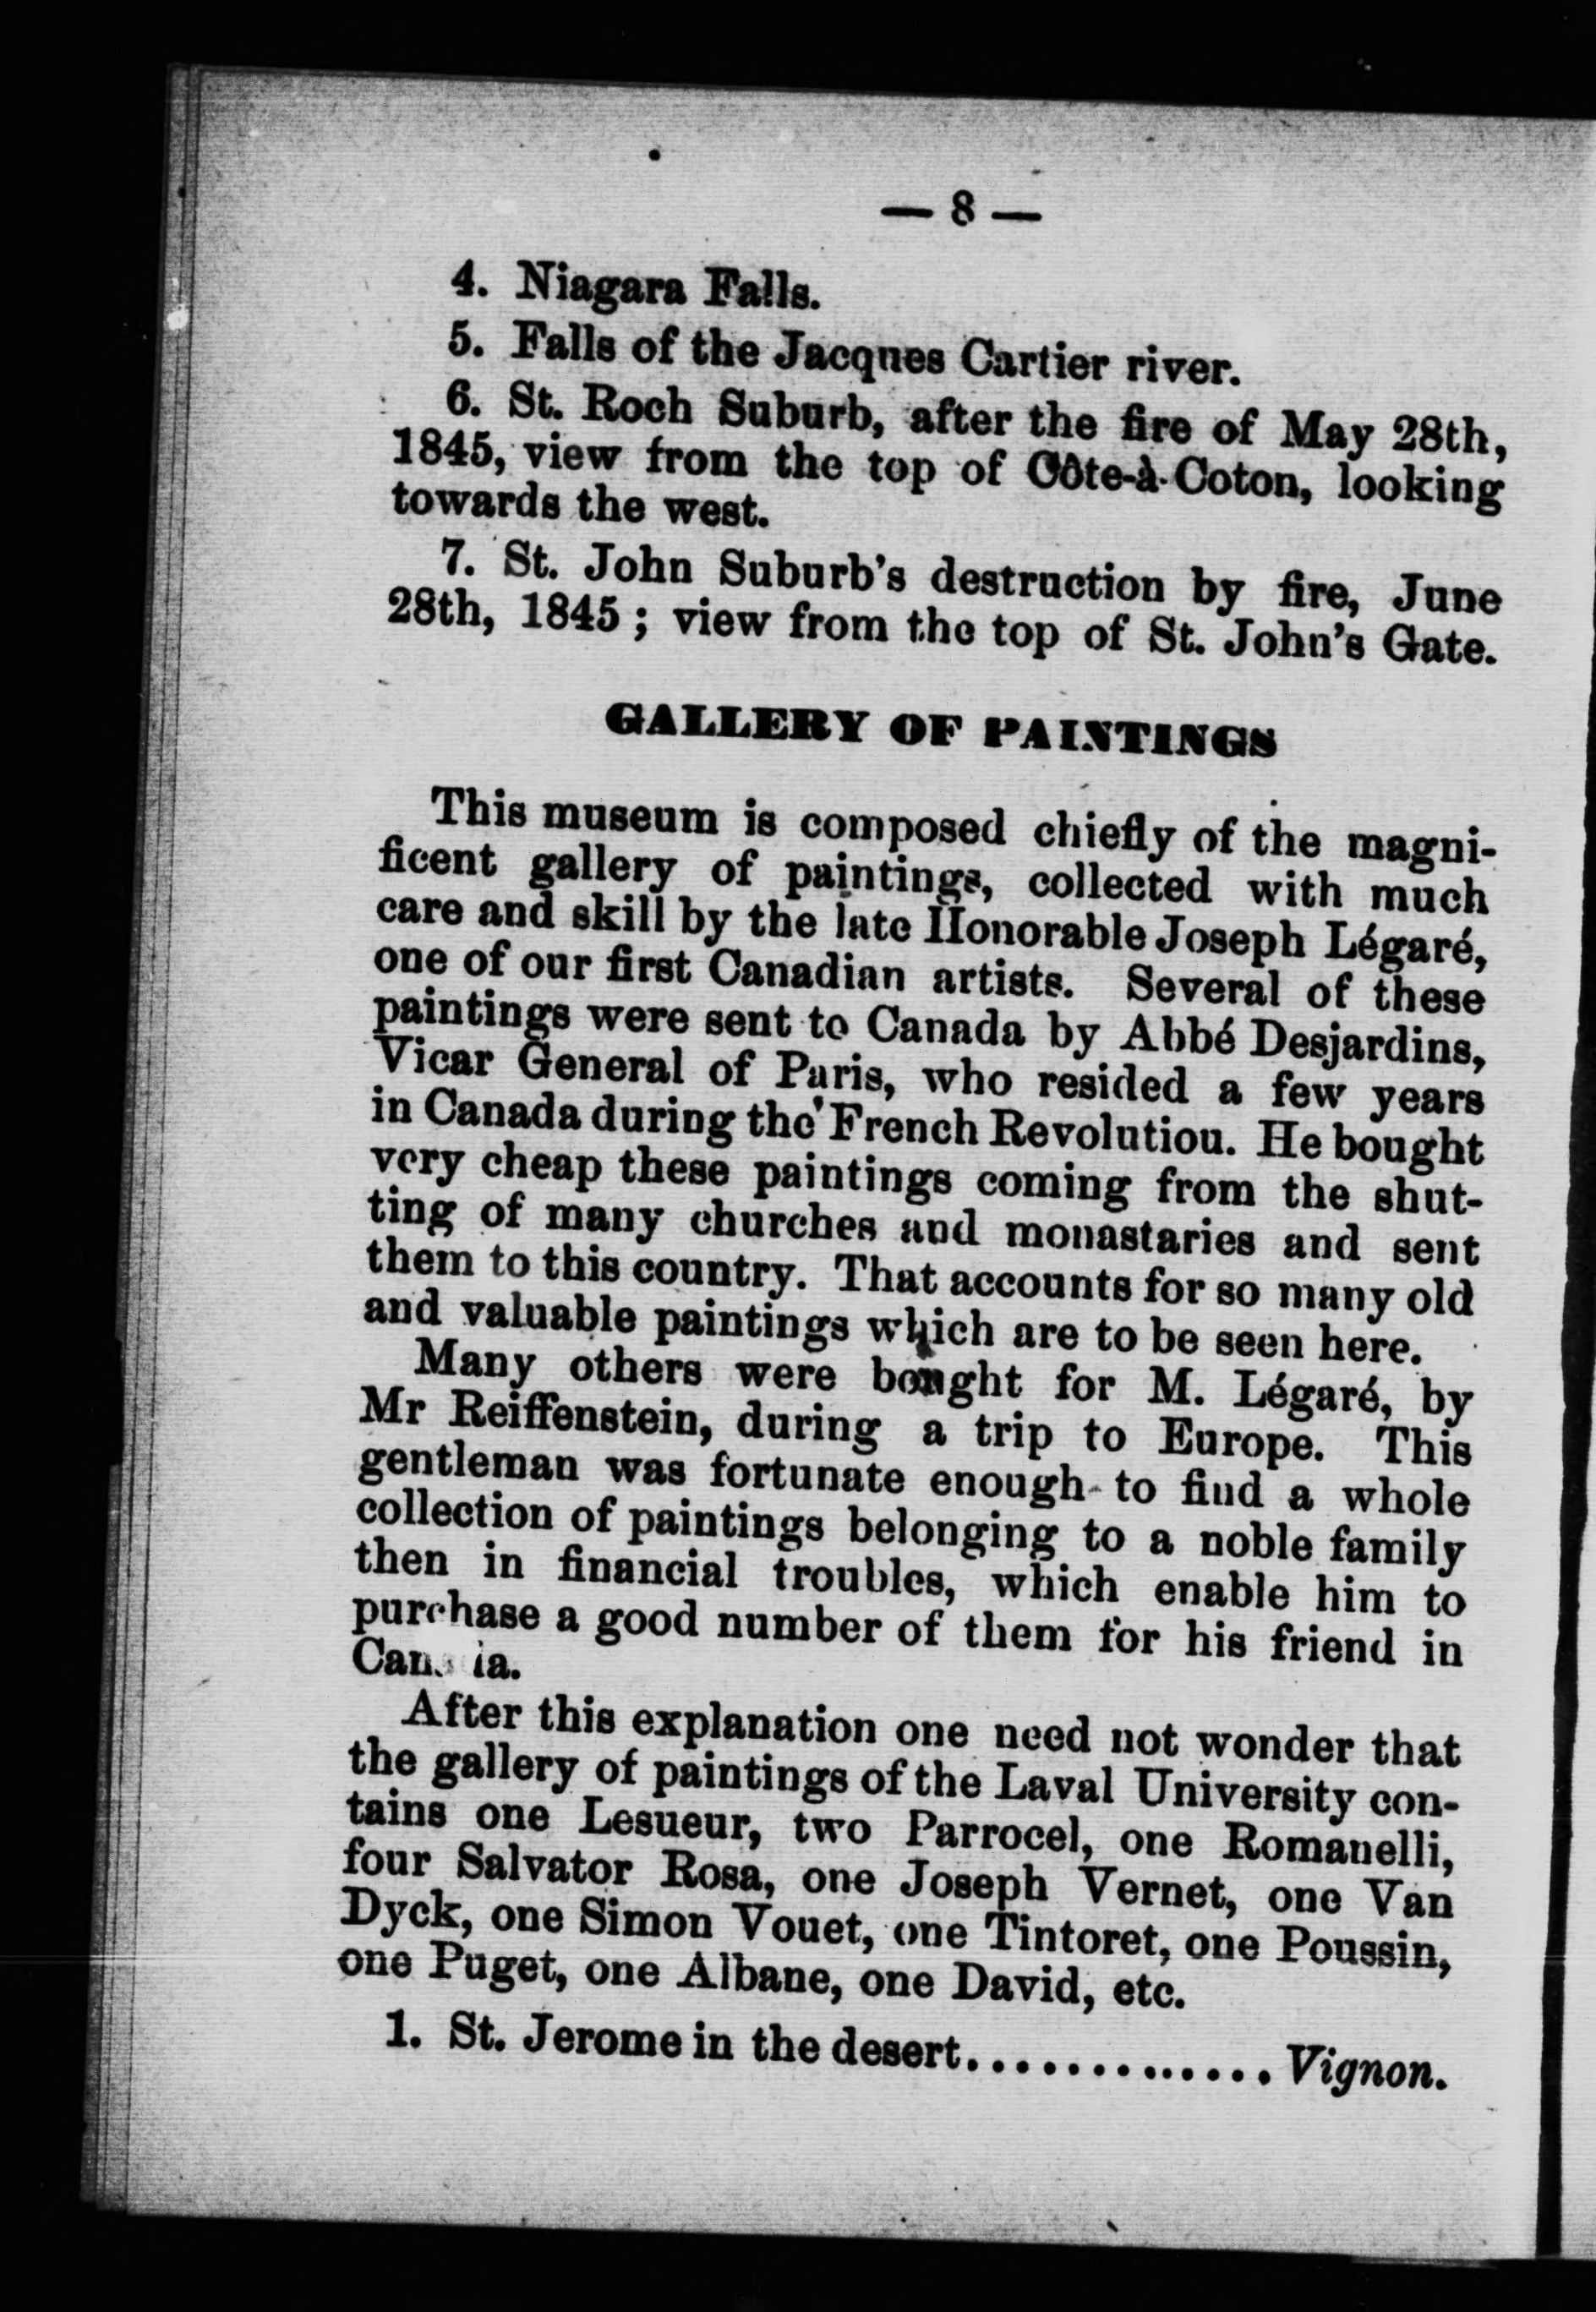 — 8 —
4. Niagara Falls.
5. Falls of the Jacques Cartier river.
6. St. Roch Suburb, after the fire of May 28th,
1845, view from the top of Côte-à-Coton, looking
towards the west.
7. St. John Suburb's destruction by fire, June
28th, 1845 ; view from the top of St. John's Gate.
GALLERY OF PAINTINGS
This museum is composed chiefly of the magni-
ficent gallery of paintings, collected with much
care and skill by the late Honorable Joseph Légaré,
one of our first Canadian artists. Several of these
paintings were sent to Canada by Abbé Desjardins,
Vicar General of Paris, who resided a few years
in Canada during the French Revolutiou. He bought
very cheap these paintings coming from the shut-
ting of many churches and monastaries and sent
them to this country. That accounts for so many old
and valuable paintings which are to be seen here.
Many others were bought for M. Légaré, by
Mr Reiffenstein, during a trip to Europe. This
gentleman was fortunate enough to find a whole
collection of paintings belonging to a noble family
then in financial troubles, which enable him to
purchase a good number of them for his friend in
After this explanation one need not wonder that
the gallery of paintings of the Laval University con-
tains one Lesueur, two Parrocel, one Romanelli,
four Salvator Rosa, one Joseph Vernet, one Van
Dyck, one Simon Vouet, one Tintoret, one Poussin,
one Puget, one Albane, one David, etc.
1. St. Jerome in the desert............. Vignon.